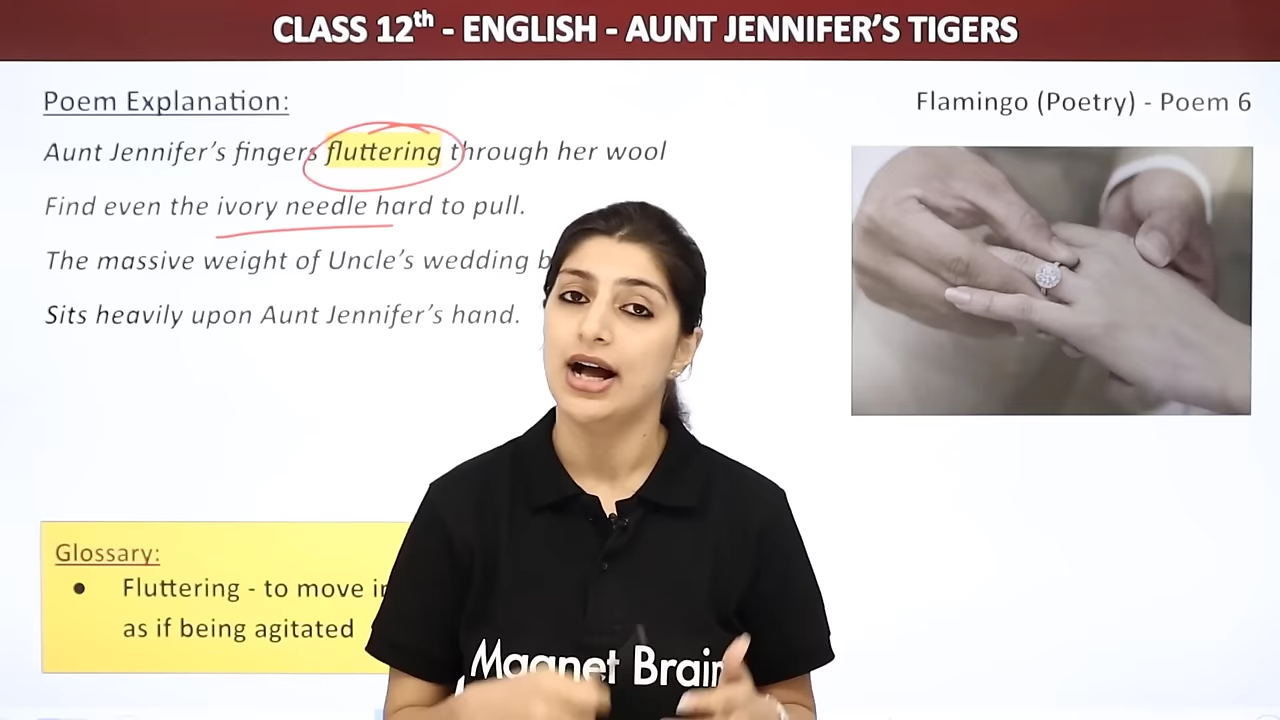 CLASS 12th - ENGLISH - AUNT JENNIFER'S TIGERS
Poem Explanation:
Flamingo (Poetry) - Poem 6
Aunt Jennifer's fingers fluttering through her wool
Find even the ivory needle hard to pull.
The massive weight of Uncle's wedding
Sits heavily upon Aunt Jennifer's hand.
Glossary:
● Fluttering - to move
as if being agitated
Magnet Brain